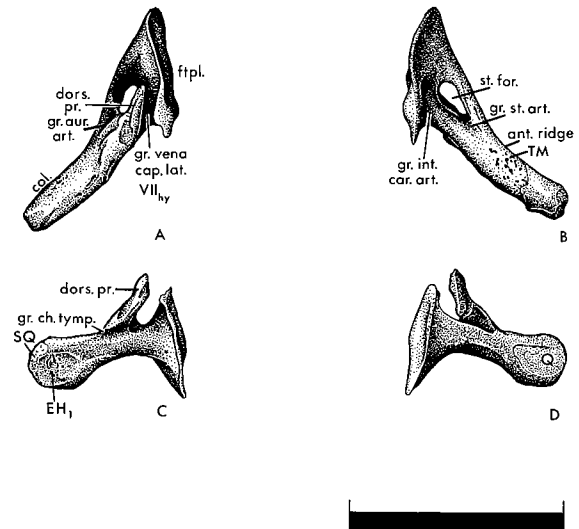 ftpl.
dors.
pr.
gr. aur.
art.
col.
gr. vena
cap. lat.
VIIhy
A
st. for.
gr. st. art.
ant. ridge
TM
gr. int.
car. art.
B
dors. pr.
gr. ch. tymp.
SQ
EH1
C
Q
D